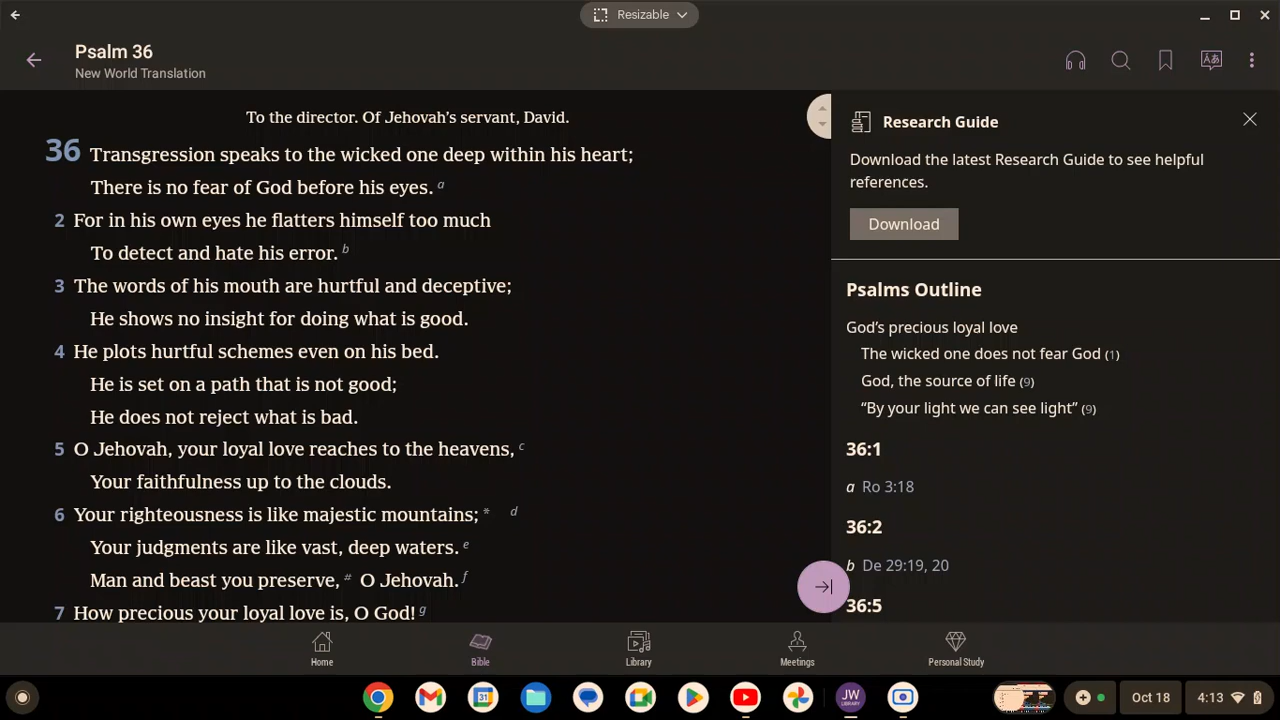 Resizable
Psalm 36
New World Translation
To the director. Of Jehovah's servant, David.
36 Transgression speaks to the wicked one deep within his heart;
There is no fear of God before his eyes. a
2 For in his own eyes he flatters himself too much
To detect and hate his error. b
3 The words of his mouth are hurtful and deceptive;
He shows no insight for doing what is good.
4 He plots hurtful schemes even on his bed.
He is set on a path that is not good;
He does not reject what is bad.
5 O Jehovah, your loyal love reaches to the heavens, c
Your faithfulness up to the clouds.
6 Your righteousness is like majestic mountains; * d
Your judgments are like vast, deep waters. e
Man and beast you preserve, # O Jehovah. f
7 How precious your loyal love is, O God! g
Research Guide
Download the latest Research Guide to see helpful
references.
Download
Psalms Outline
God's precious loyal love
The wicked one does not fear God (1)
God, the source of life (9)
“By your light we can see light” (9)
36:1
a Ro 3:18
36:2
b De 29:19, 20
36:5
Home
Bible
Library
Meetings
Personal Study
31
JW
LIBRARY
Oct 18
4:13